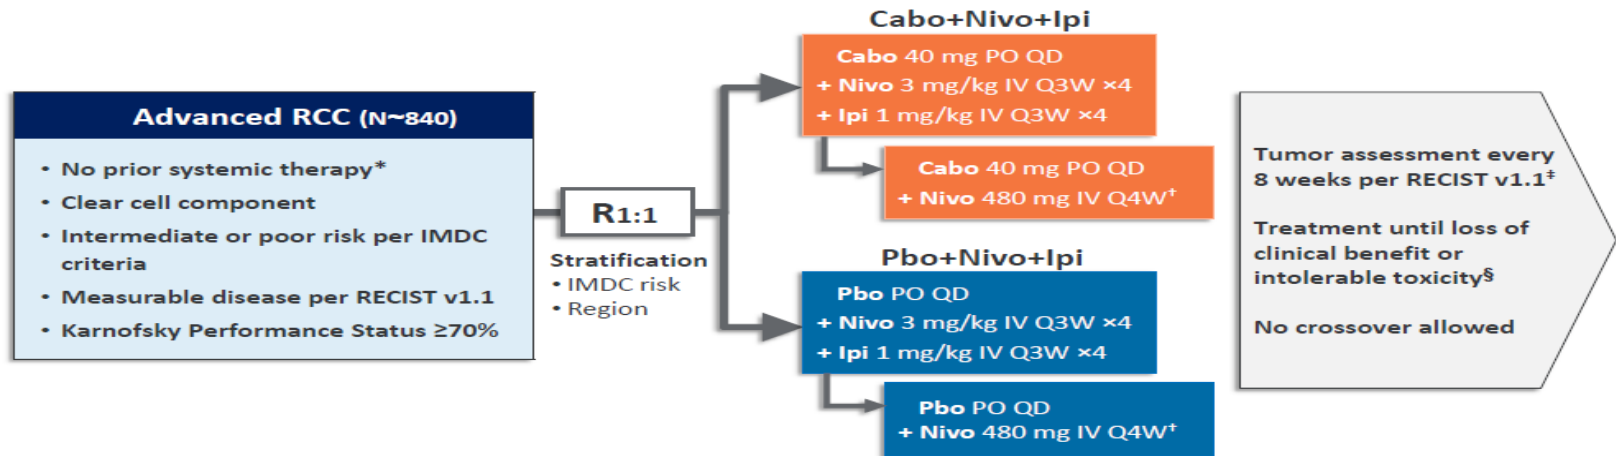 Advanced RCC (N~840)
• No prior systemic therapy*
• Clear cell component
• Intermediate or poor risk per IMDC
criteria
• Measurable disease per RECIST v1.1
• Karnofsky Performance Status ≥70%
R1:1
Stratification
• IMDC risk
• Region
Cabo+Nivo+Ipi
Cabo 40 mg PO QD
+ Nivo 3 mg/kg IV Q3W ×4
+ Ipi 1 mg/kg IV Q3W ×4
Cabo 40 mg PO QD
+ Nivo 480 mg IV Q4W†
Pbo+Nivo+Ipi
Pbo PO QD
+ Nivo 3 mg/kg IV Q3W ×4
+ Ipi 1 mg/kg IV Q3W ×4
Pbo PO QD
+ Nivo 480 mg IV Q4W†
Tumor assessment every
8 weeks per RECIST v1.1‡
Treatment until loss of
clinical benefit or
intolerable toxicity§
No crossover allowed